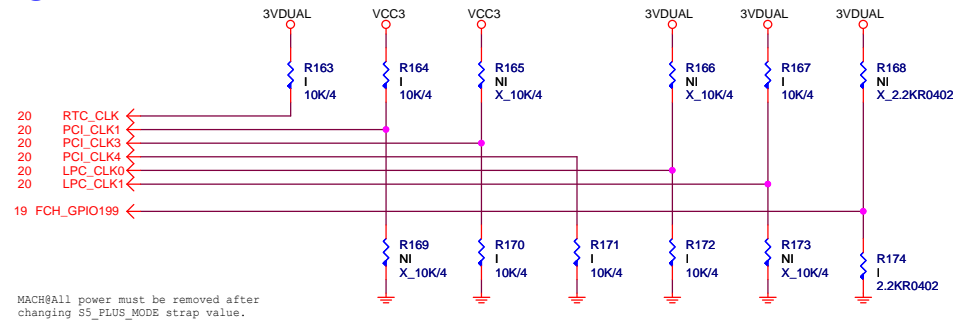 3VDUAL VCC3 VCC3 3VDUAL 3VDUAL 3VDUAL
R163 R164 R165 R166 R167 R168
I I NI NI I NI
10K/4 10K/4 X_10K/4 X_10K/4 10K/4 X_2.2KR0402
20 RTC_CLK
20 PCI_CLK1
20 PCI_CLK3
20 PCI_CLK4
20 LPC_CLK0
20 LPC_CLK1
19 FCH_GPIO199
R169 R170 R171 R172 R173 R174
NI I I I NI I
X_10K/4 10K/4 10K/4 10K/4 X_10K/4 2.2KR0402
MACH@All power must be removed after
changing S5_PLUS_MODE strap value.